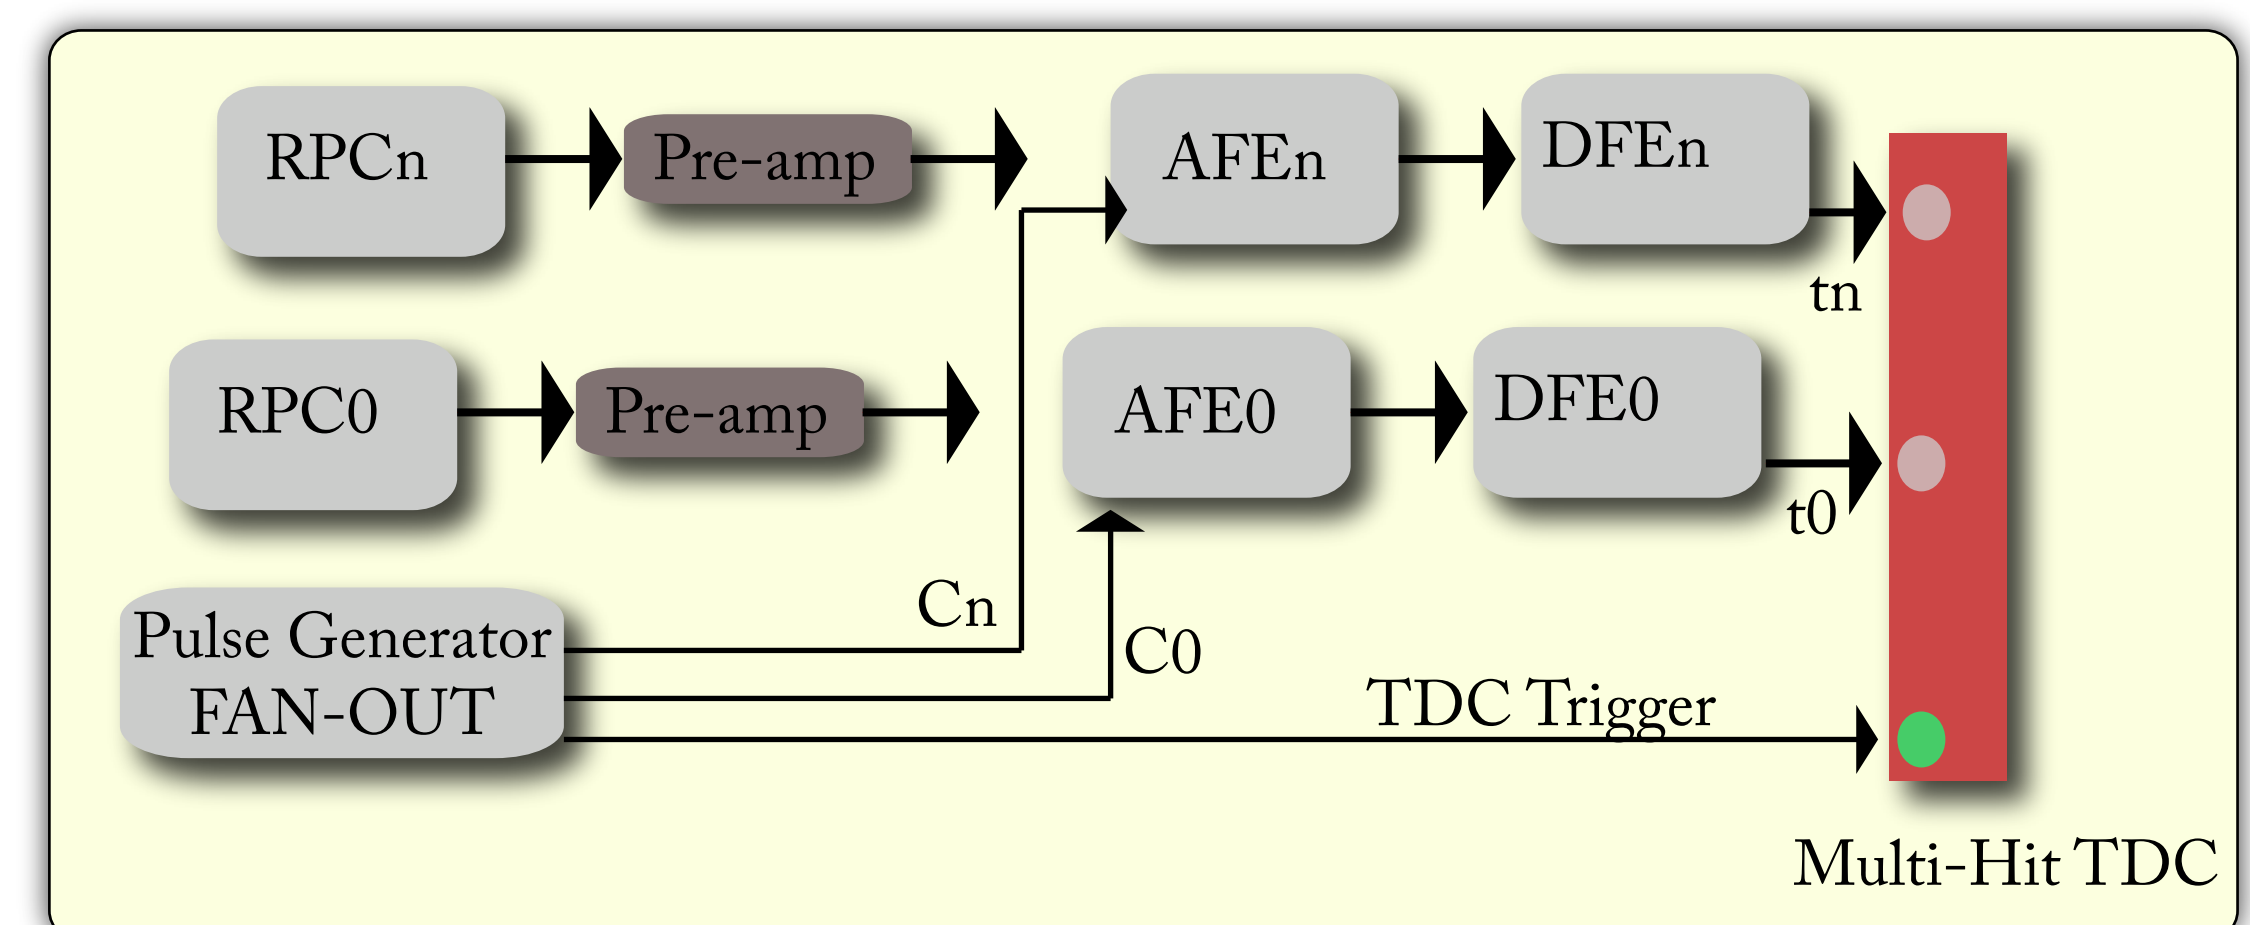 RPCn
Pre-amp
AFEn
DFEn
tn
RPC0
Pre-amp
AFE0
DFE0
t0
Cn
C0
Pulse Generator
FAN-OUT
TDC Trigger
Multi-Hit TDC